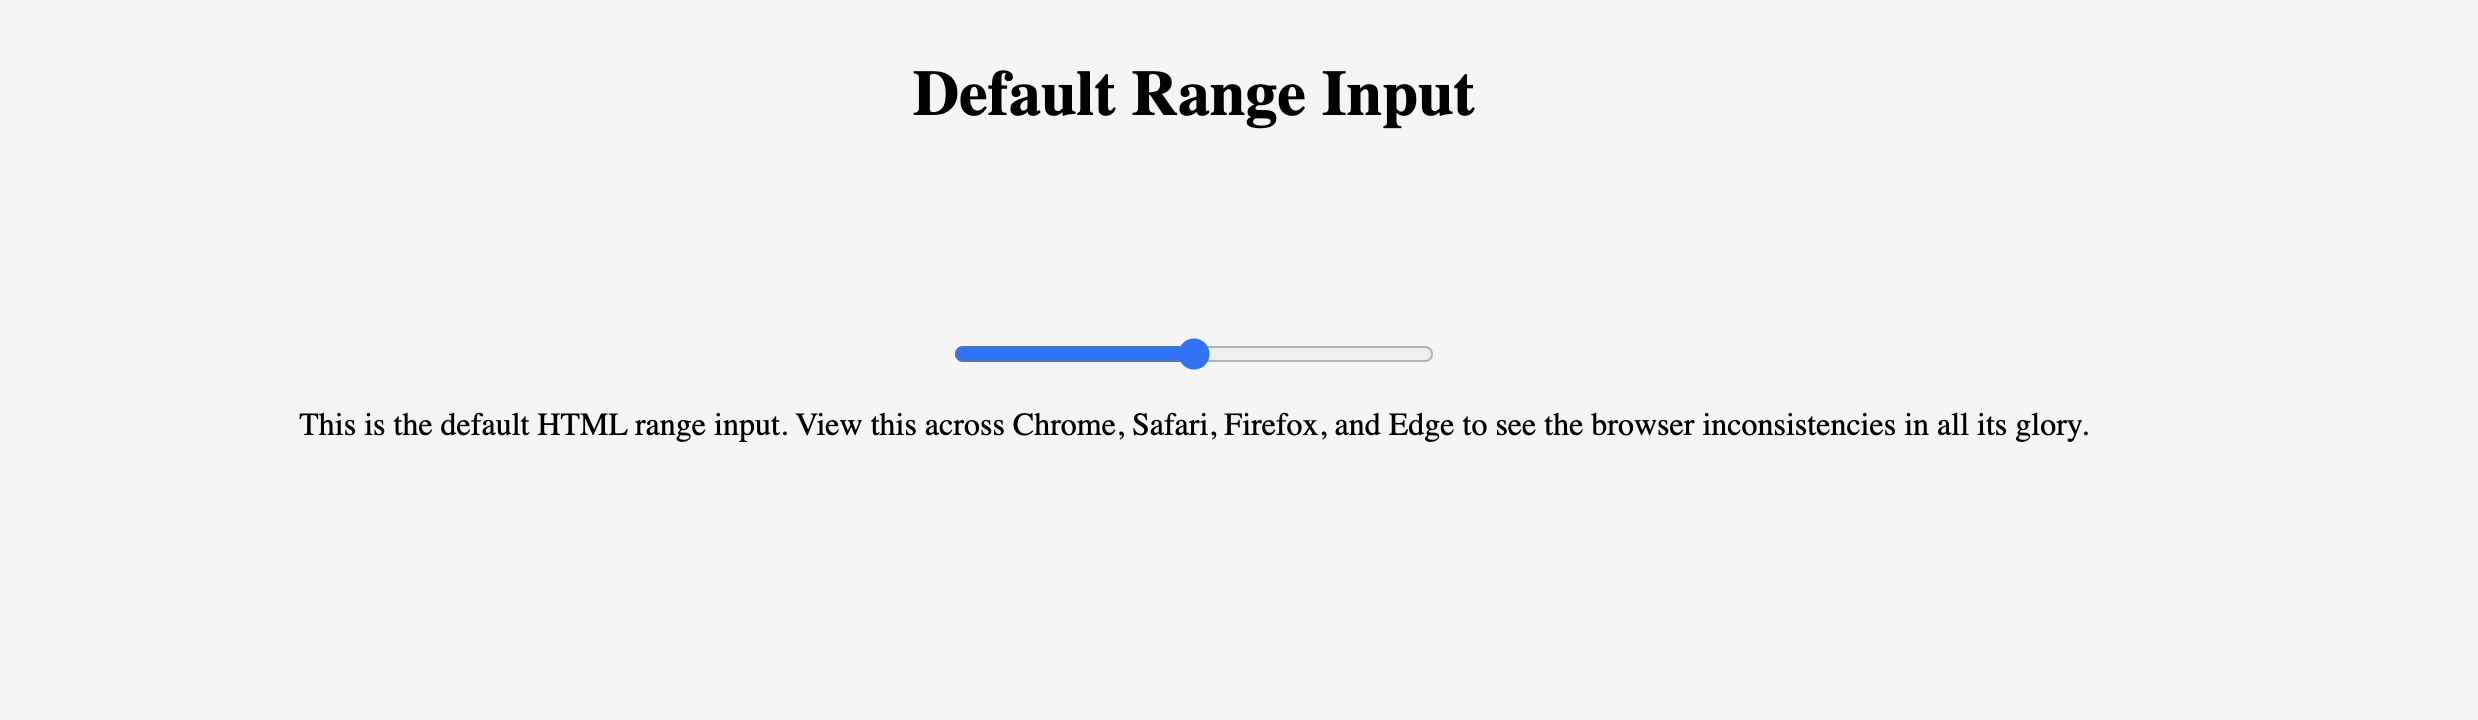 Default Range Input
This is the default HTML range input. View this across Chrome, Safari, Firefox, and Edge to see the browser inconsistencies in all its glory.